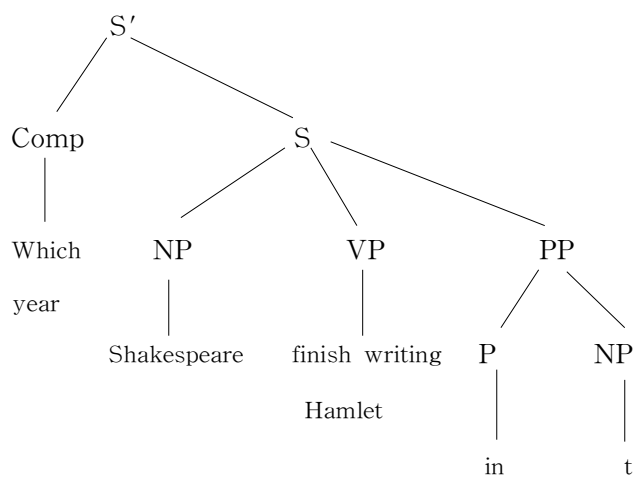 S′
Comp S
Which NP VP PP
year
Shakespeare finish writing P NP
Hamlet
in t